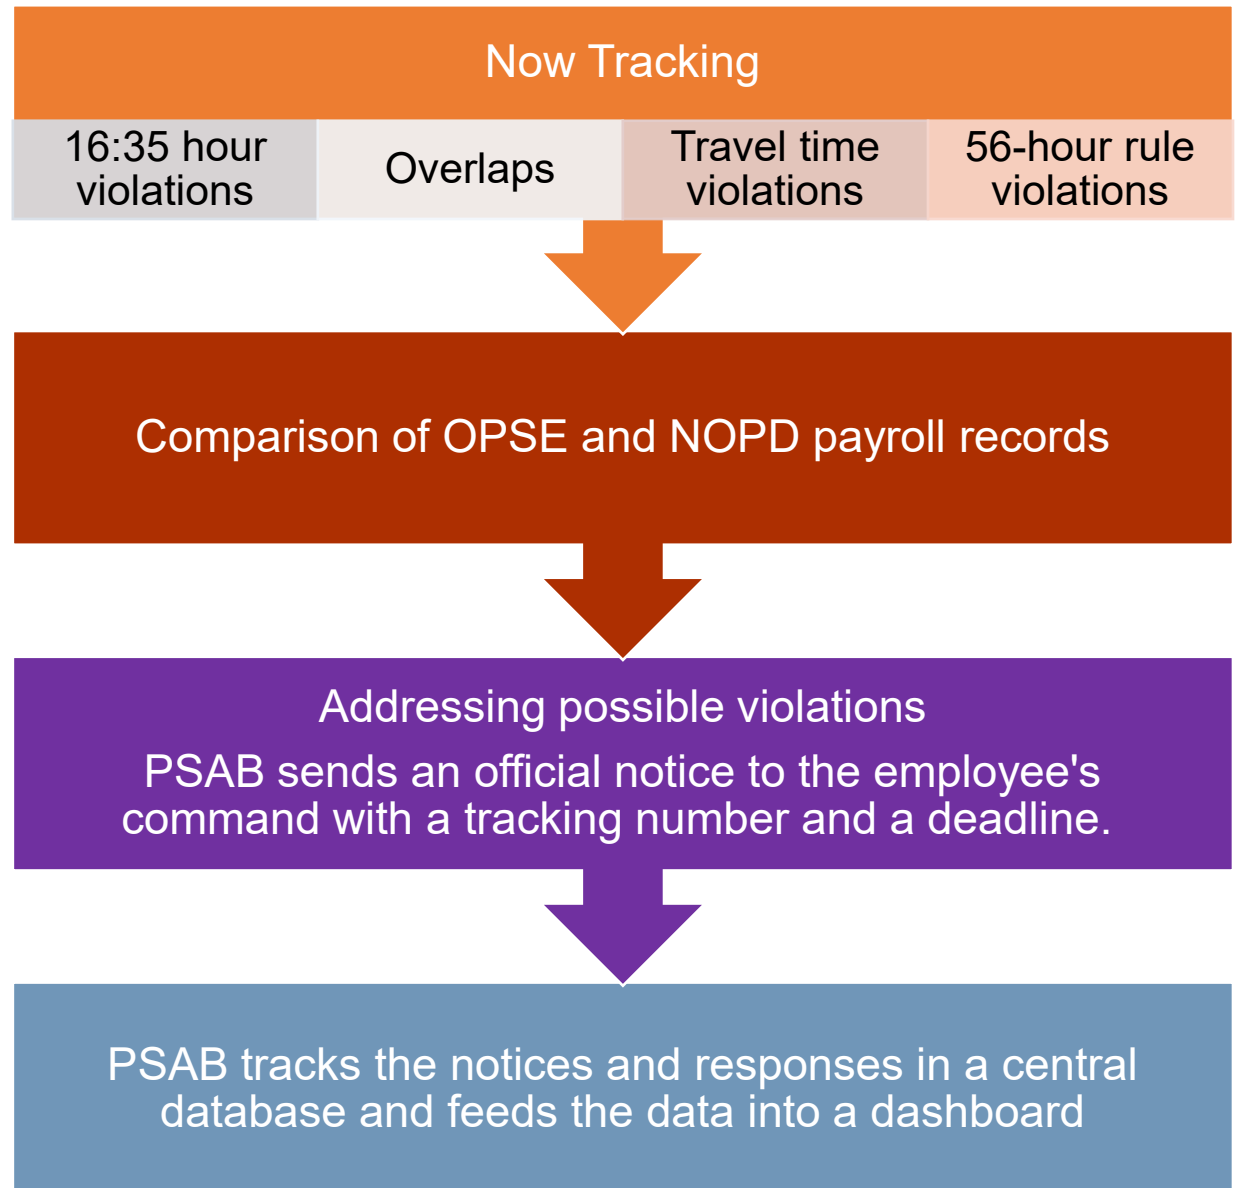 Now Tracking
16:35 hour
violations
Overlaps
Travel time
violations
56-hour rule
violations
Comparison of OPSE and NOPD payroll records
Addressing possible violations
PSAB sends an official notice to the employee's
command with a tracking number and a deadline.
PSAB tracks the notices and responses in a central
database and feeds the data into a dashboard